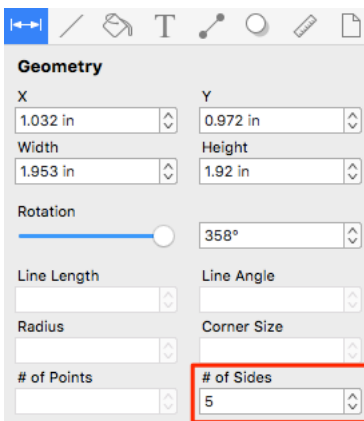 T
Geometry
X Y
1.032 in 0.972 in
Width Height
1.953 in 1.92 in
Rotation
358°
Line Length Line Angle
Radius Corner Size
# of Points # of Sides
5